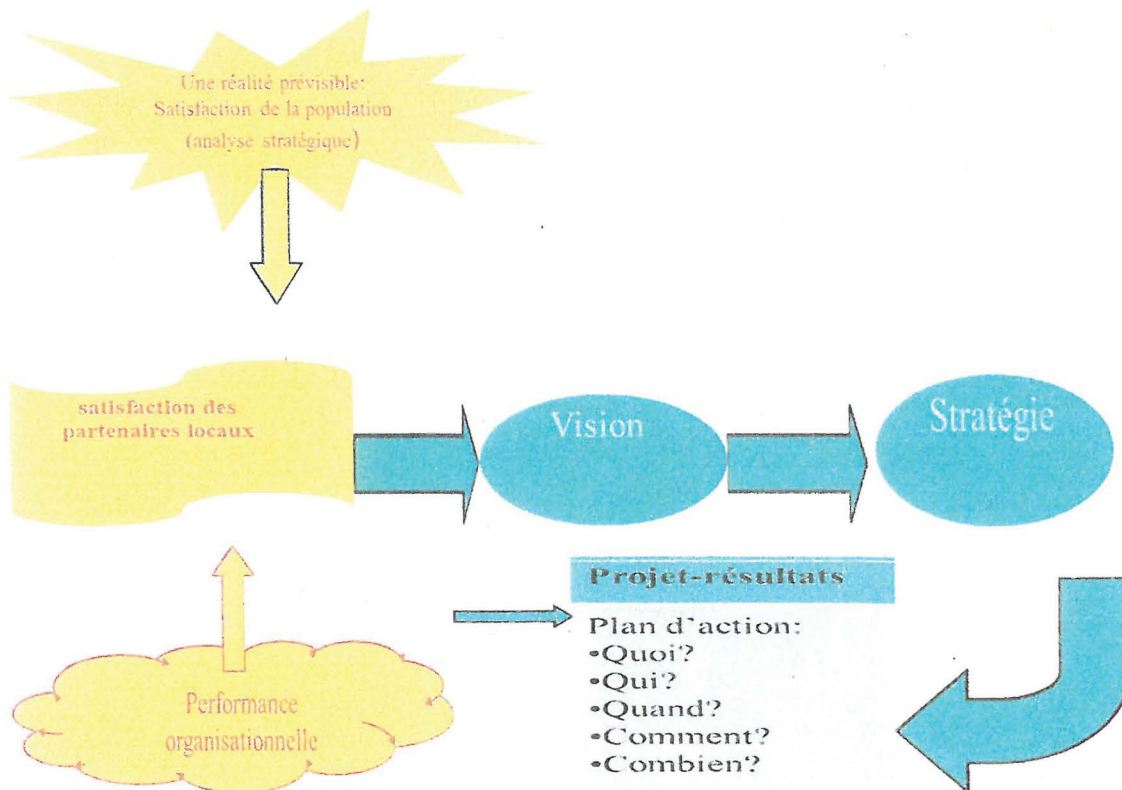 Une réalité prévisible:
Satisfaction de la population
(analyse stratégique)
satisfaction des
partenaires locaux
Vision
Stratégie
Projet-résultats
Plan d'action:
•Quoi?
•Qui?
•Quand?
•Comment?
•Combien?
Performance
organisationnelle